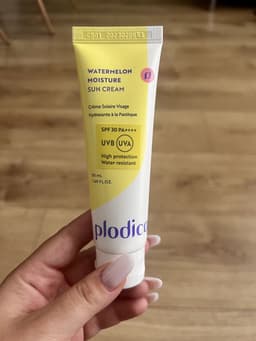 WATERMELON
MOISTURE
SUN CREAM
Crème Solaire Visage
Hydratante à la Pastèque
SPF 30 PA++++
UVB UVA
High protection
Water resistant
plodica